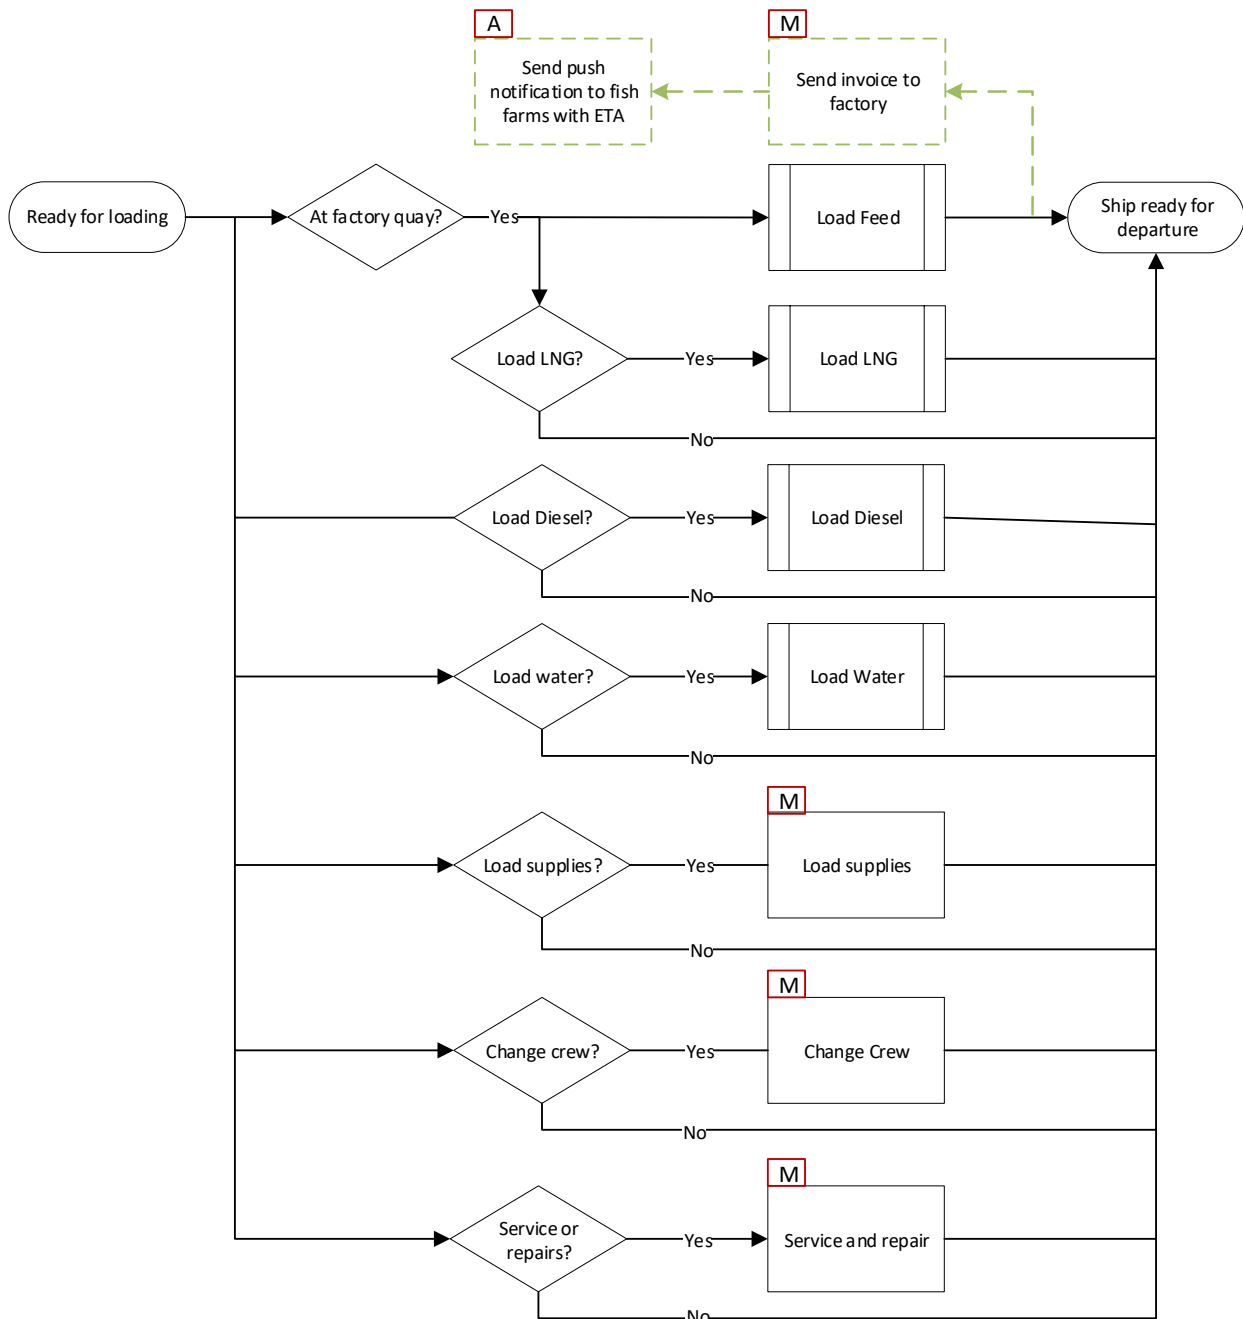 A
M
Send push
notification to fish
farms with ETA
Send invoice to
factory
Ready for loading
At factory quay?
Yes
Load Feed
Ship ready for
departure
Load LNG?
Yes
Load LNG
No
Load Diesel?
Yes
Load Diesel
No
Load water?
Yes
Load Water
No
M
Load supplies?
Yes
Load supplies
No
M
Change crew?
Yes
Change Crew
No
M
Service or
repairs?
Yes
Service and repair
No